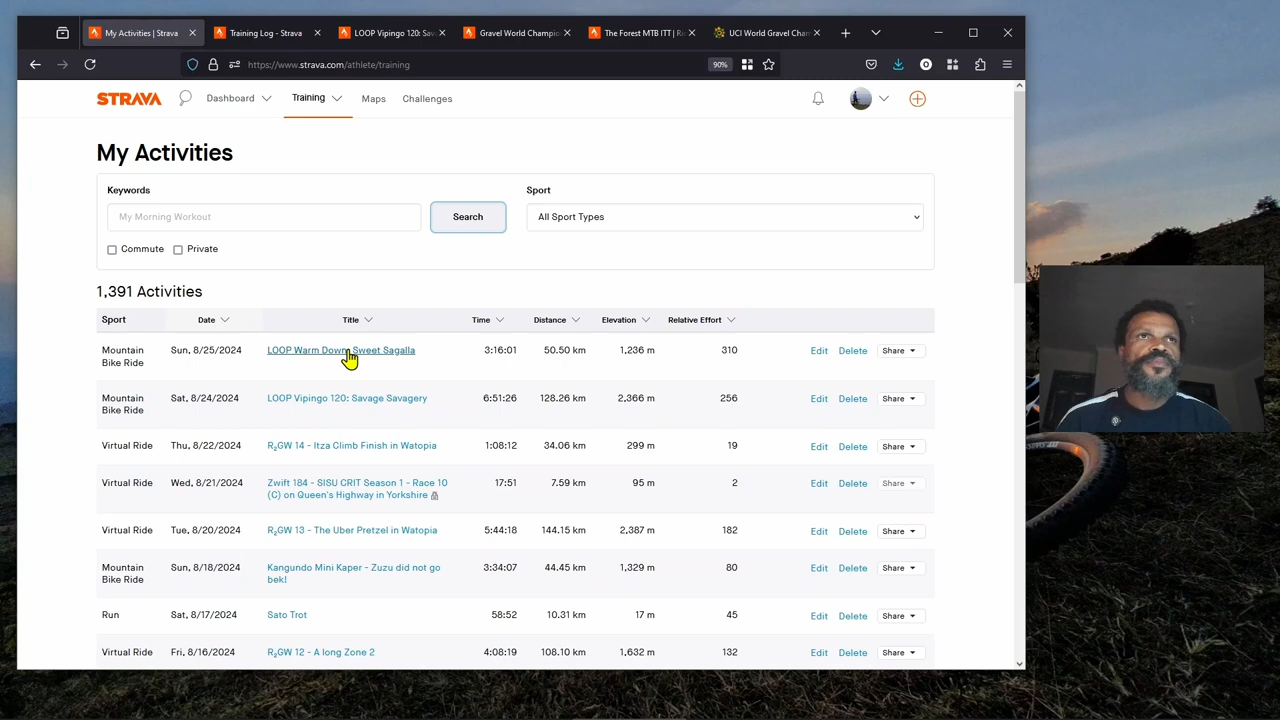 My Activities | Strava
Training Log - Strava
LOOP Vipingo 120: Sav
Gravel World Champio
The Forest MTB ITT | Ri
UCI World Gravel Cham
https://www.strava.com/athlete/training
90%
STRAVA
Dashboard
Training
Maps
Challenges
My Activities
Keywords
Sport
My Morning Workout
Search
All Sport Types
Commute
Private
1,391 Activities
Sport Date Title Time Distance Elevation Relative Effort
Mountain Bike Ride Sun, 8/25/2024 LOOP Warm Down: Sweet Sagalla 3:16:01 50.50 km 1,236 m 310 Edit Delete Share
Mountain Bike Ride Sat, 8/24/2024 LOOP Vipingo 120: Savage Savagery 6:51:26 128.26 km 2,366 m 256 Edit Delete Share
Virtual Ride Thu, 8/22/2024 R₂GW 14 - Itza Climb Finish in Watopia 1:08:12 34.06 km 299 m 19 Edit Delete Share
Virtual Ride Wed, 8/21/2024 Zwift 184 - SISU CRIT Season 1 - Race 10 (C) on Queen's Highway in Yorkshire 17:51 7.59 km 95 m 2 Edit Delete Share
Virtual Ride Tue, 8/20/2024 R₂GW 13 - The Uber Pretzel in Watopia 5:44:18 144.15 km 2,387 m 182 Edit Delete Share
Mountain Bike Ride Sun, 8/18/2024 Kangundo Mini Kaper - Zuzu did not go bek! 3:34:07 44.45 km 1,329 m 80 Edit Delete Share
Run Sat, 8/17/2024 Sato Trot 58:52 10.31 km 17 m 45 Edit Delete Share
Virtual Ride Fri, 8/16/2024 R₂GW 12 - A long Zone 2 4:08:19 108.10 km 1,632 m 132 Edit Delete Share